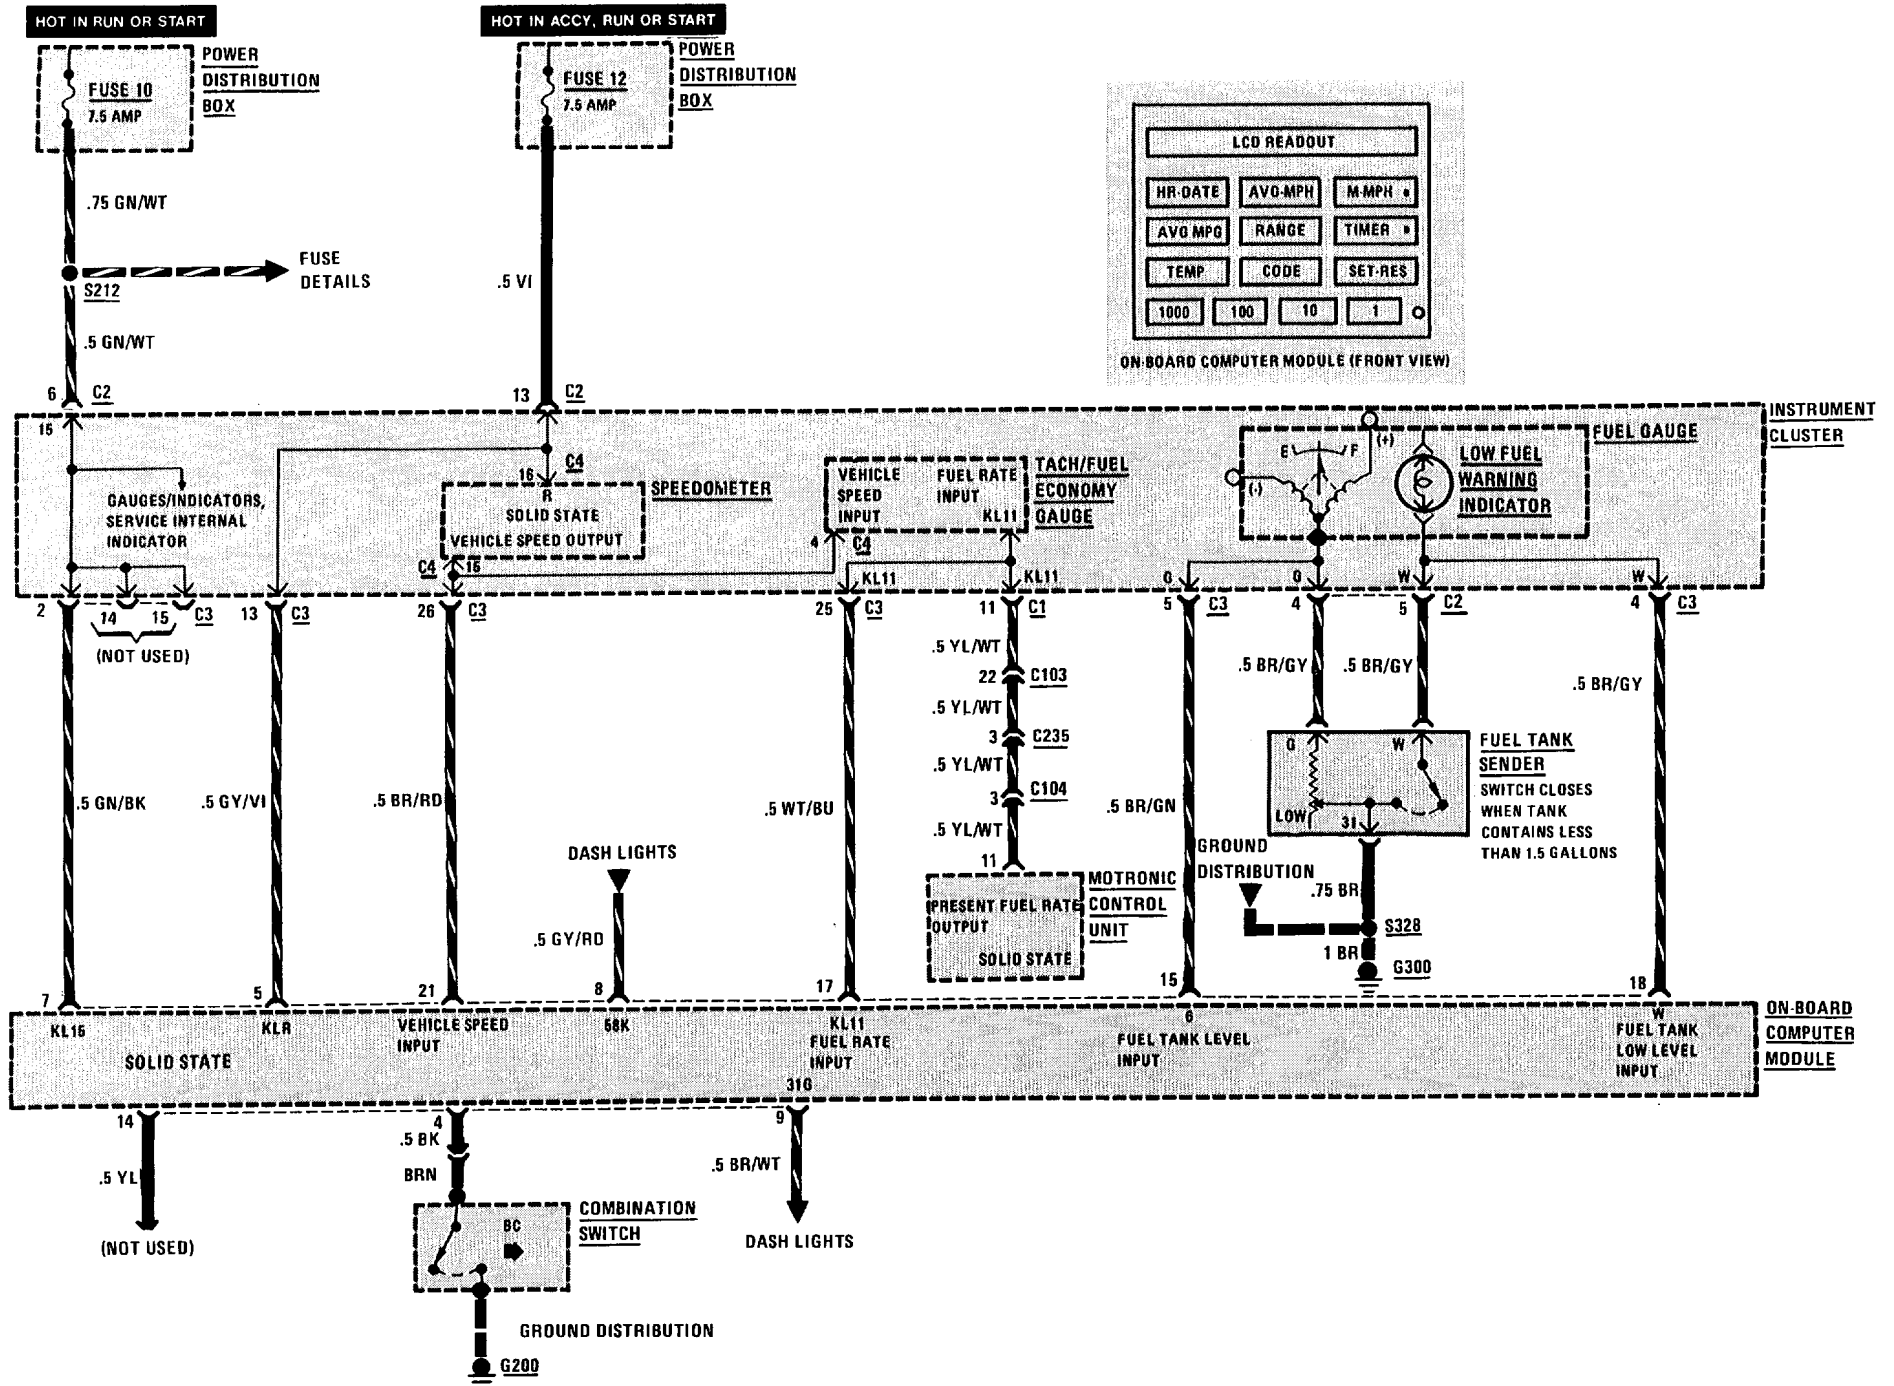 HOT IN RUN OR START
HOT IN ACCY, RUN OR START
FUSE 10
7.5 AMP
POWER
DISTRIBUTION
BOX
FUSE 12
7.5 AMP
POWER
DISTRIBUTION
BOX
.75 GN/WT
FUSE
DETAILS
S212
.5 GN/WT
.5 VI
LCD READOUT
HR-DATE
AVG-MPH
M-MPH
AVG MPG
RANGE
TIMER
TEMP
CODE
SET-RES
1000
100
10
1
ON-BOARD COMPUTER MODULE (FRONT VIEW)
6
C2
13
C2
INSTRUMENT
CLUSTER
15
GAUGES/INDICATORS,
SERVICE INTERNAL
INDICATOR
16
C4
R
SOLID STATE
VEHICLE SPEED OUTPUT
SPEEDOMETER
C4
15
VEHICLE
SPEED
INPUT
FUEL RATE
INPUT
KL11
TACH/FUEL
ECONOMY
GAUGE
4
C4
KL11
KL11
E
F
(+)
(-)
FUEL GAUGE
LOW FUEL
WARNING
INDICATOR
G
G
W
W
2
14
15
C3
(NOT USED)
13
C3
26
C3
25
C3
11
C1
5
C3
4
5
C2
4
C3
.5 YL/WT
22
C103
.5 YL/WT
3
C235
.5 YL/WT
3
C104
.5 YL/WT
11
.5 BR/GY
.5 BR/GY
.5 BR/GY
G
W
LOW
31
FUEL TANK
SENDER
SWITCH CLOSES
WHEN TANK
CONTAINS LESS
THAN 1.5 GALLONS
.5 GN/BK
.5 GY/VI
.5 BR/RD
.5 WT/BU
.5 BR/GN
DASH LIGHTS
.5 GY/RD
PRESENT FUEL RATE
OUTPUT
SOLID STATE
MOTRONIC
CONTROL
UNIT
GROUND
DISTRIBUTION
.75 BR
S328
1 BR
G300
7
5
21
8
17
15
18
KL15
KLR
VEHICLE SPEED
INPUT
58K
KL11
FUEL RATE
INPUT
G
FUEL TANK LEVEL
INPUT
W
FUEL TANK
LOW LEVEL
INPUT
SOLID STATE
31G
ON-BOARD
COMPUTER
MODULE
14
.5 YL
(NOT USED)
4
.5 BK
BRN
9
.5 BR/WT
DASH LIGHTS
BC
COMBINATION
SWITCH
GROUND DISTRIBUTION
G200